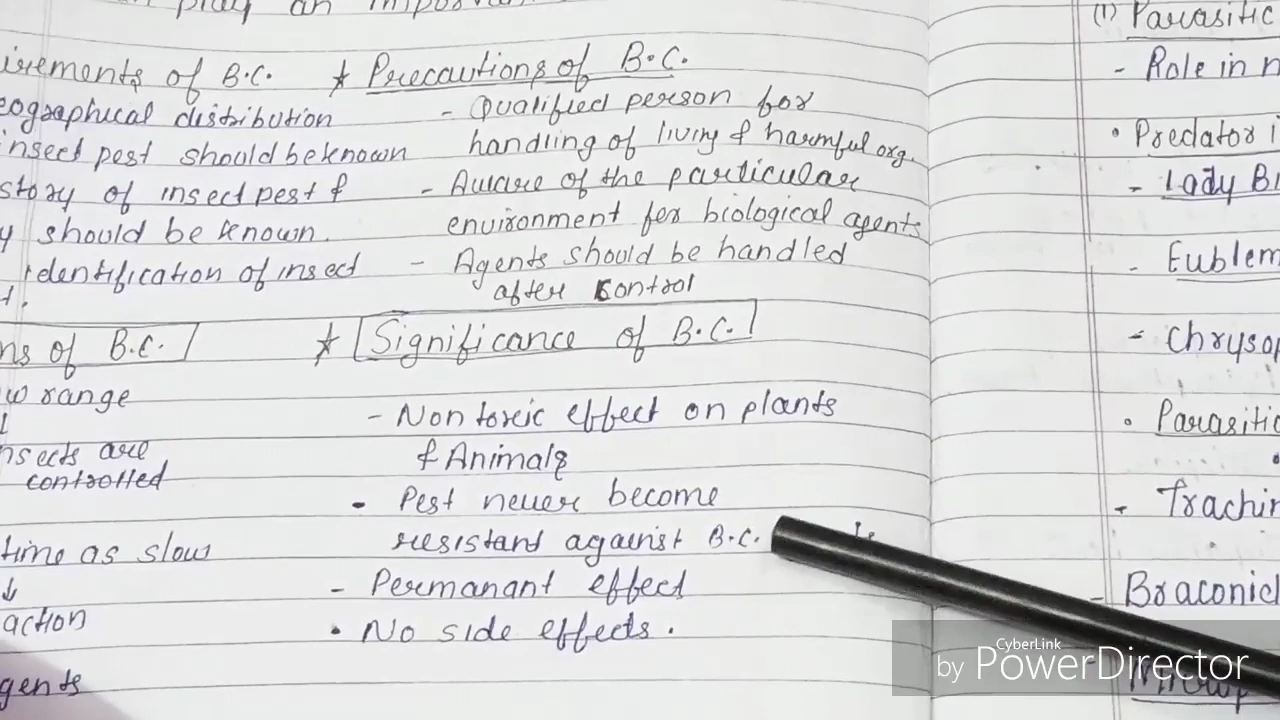 play an
irements of B.C.
eographical distribution
insect pest should be known
story of insect pest &
y should be known.
identification of insect
t.
ns of B.C.
w range
nsects are
controlled
time as slow
↓
action
gents
* Precautions of B.C.
- Qualified person for
handling of living & harmful org.
- Aware of the particular
environment for biological agents
- Agents should be handled
after control
* Significance of B.C.
- Non toxic effect on plants
& Animals
- Pest never become
resistant against B.C.
- Permanant effect
• No side effects.
(1) Parasitic
- Role in
• Predator i
- Lady Bi
- Eublem
- Chrysop
• Parasitic
- Trachin
- Braconid
CyberLink
by PowerDirector